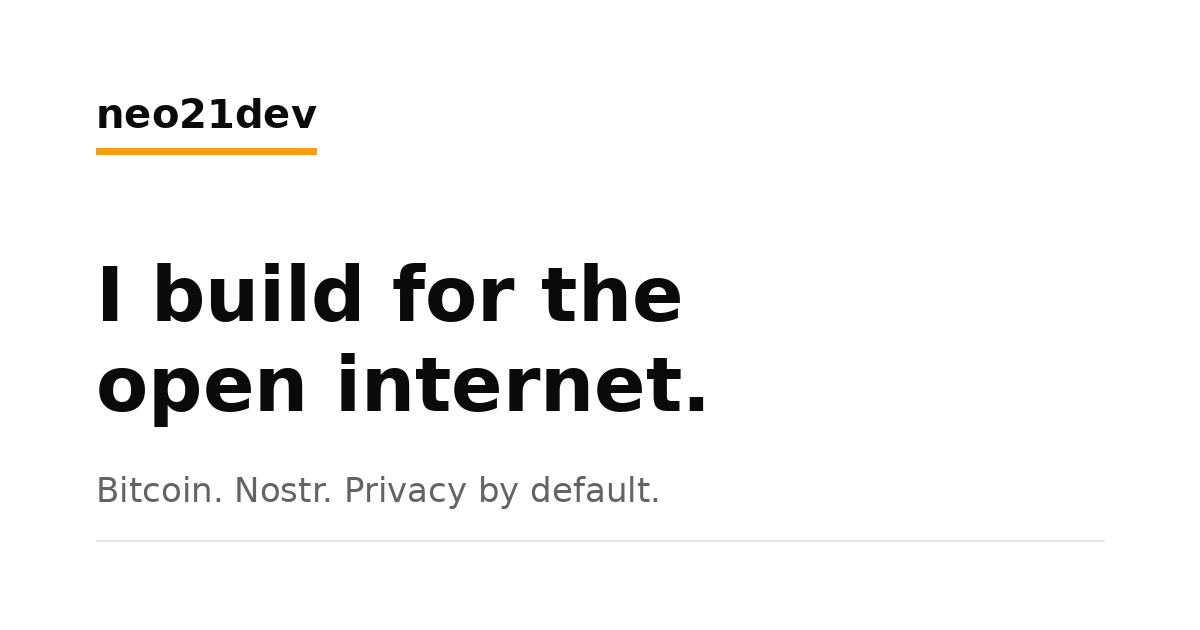 neo21dev
I build for the
open internet.
Bitcoin. Nostr. Privacy by default.